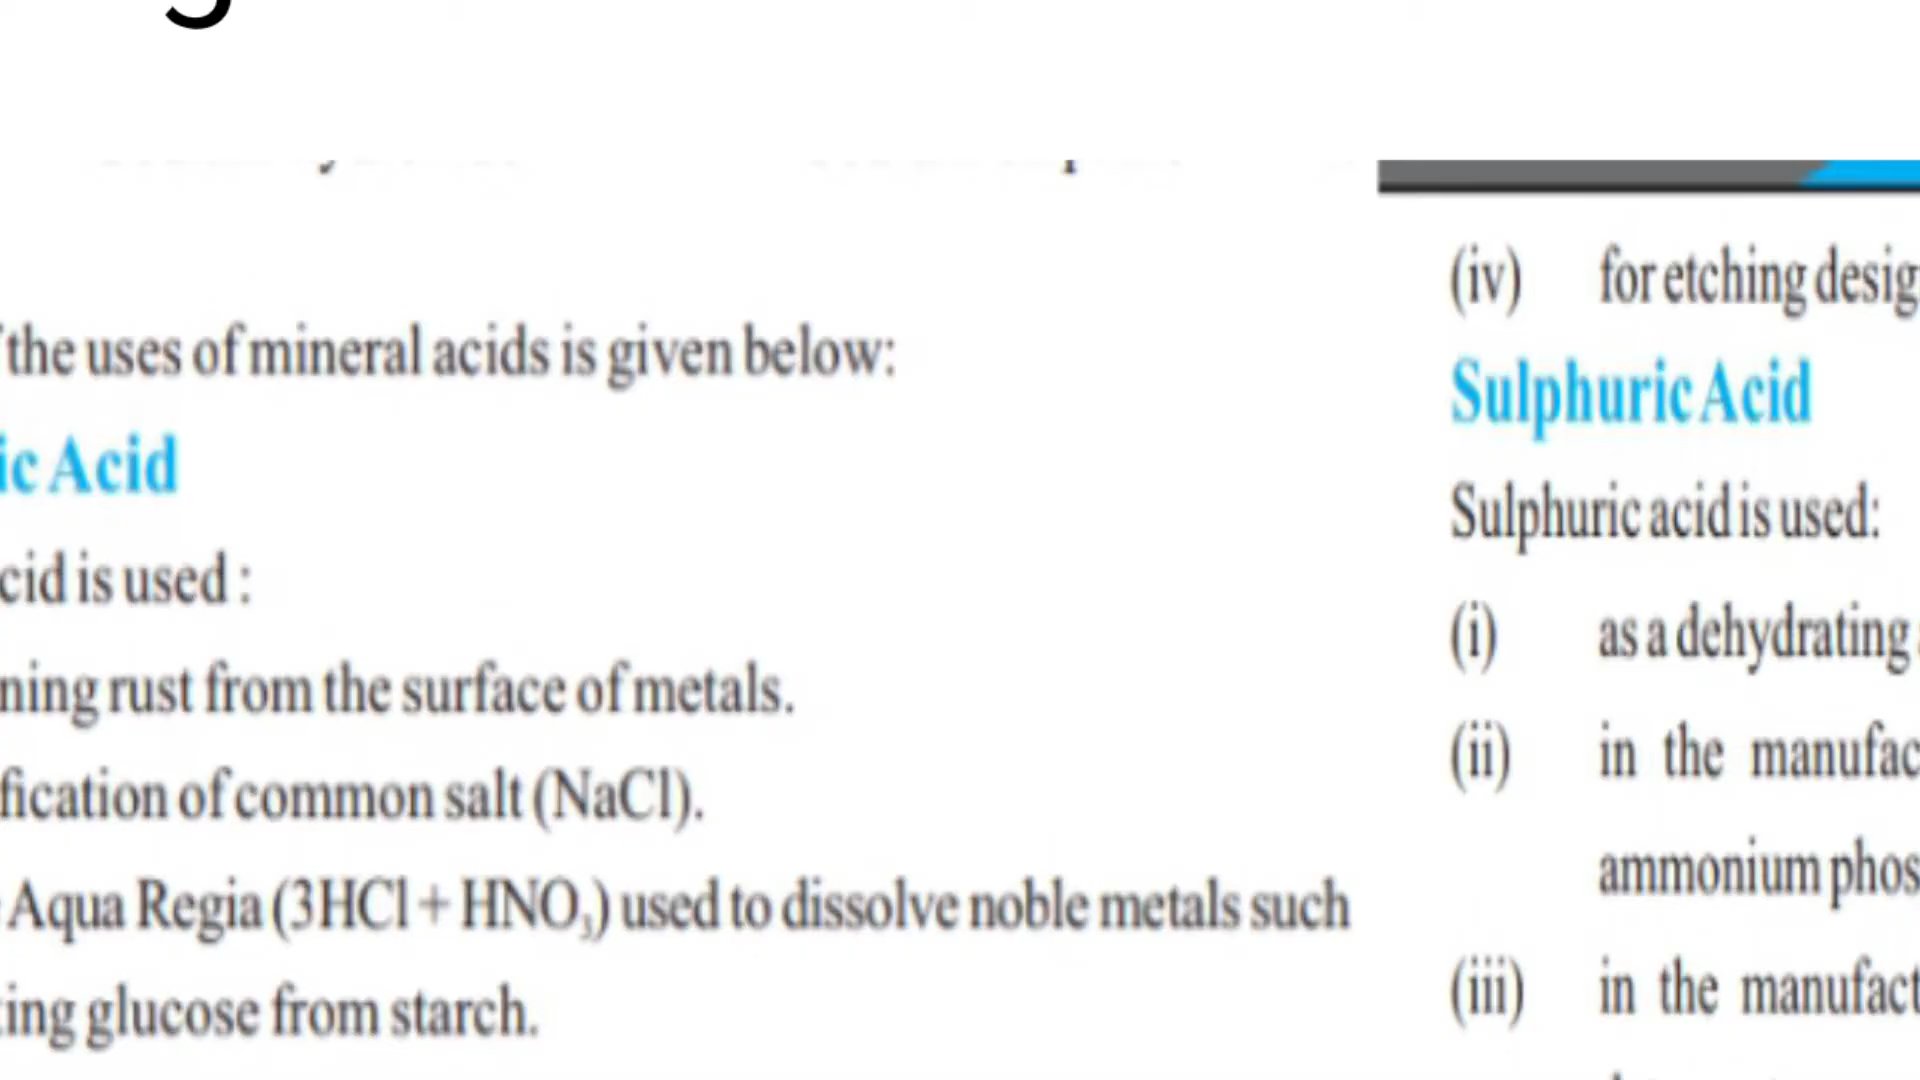 the uses of mineral acids is given below:
ic Acid
cid is used :
ning rust from the surface of metals.
fication of common salt (NaCl).
Aqua Regia (3HCl + HNO₃) used to dissolve noble metals such
ting glucose from starch.
(iv) for etching desig
Sulphuric Acid
Sulphuric acid is used:
(i) as a dehydrating
(ii) in the manufac
ammonium phos
(iii) in the manufact